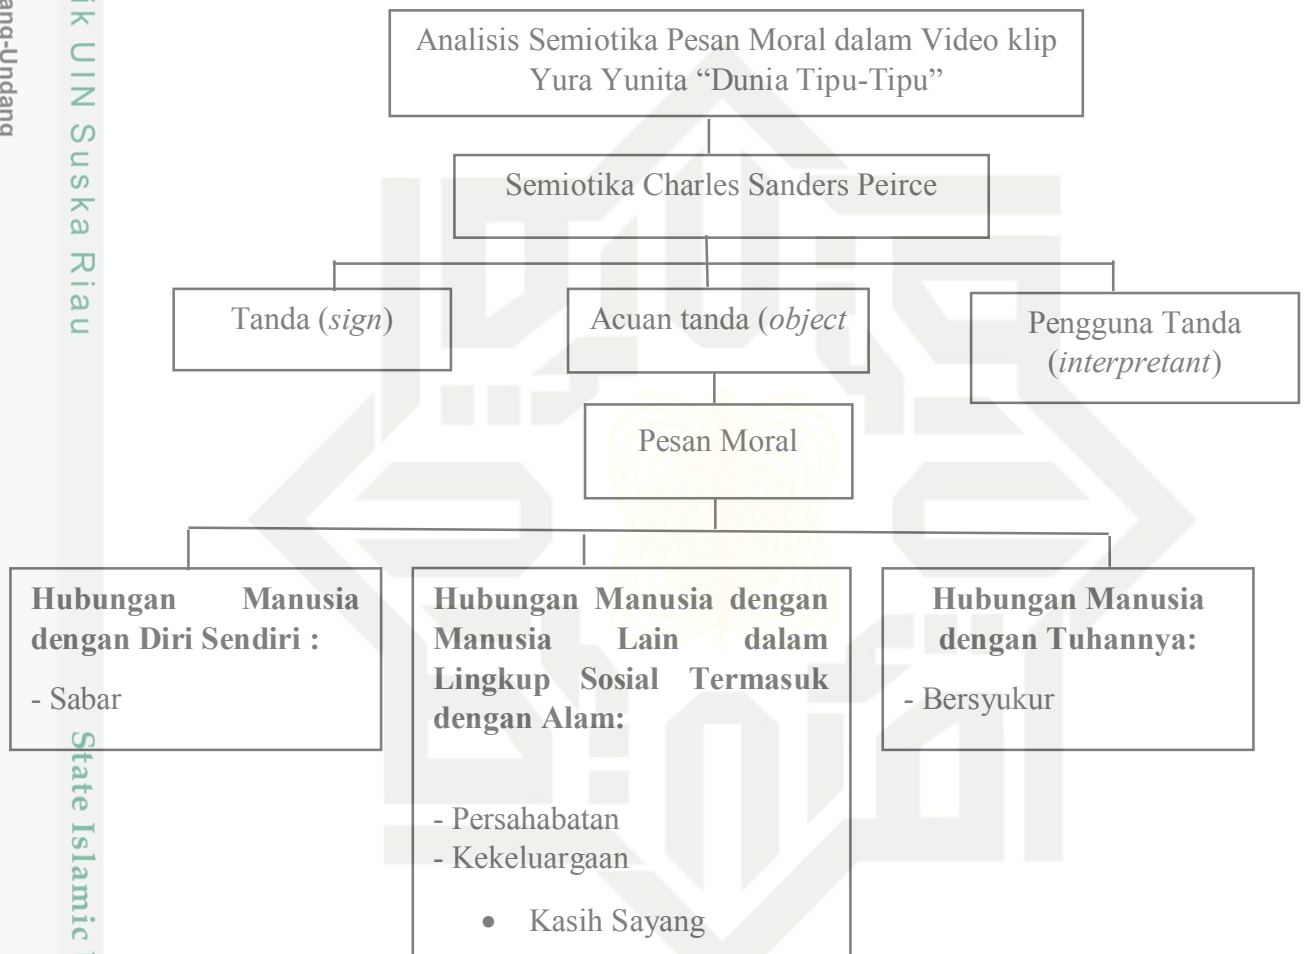 Analisis Semiotika Pesan Moral dalam Video klip
Yura Yunita “Dunia Tipu-Tipu”
Semiotika Charles Sanders Peirce
Tanda (sign)
Acuan tanda (object
Pengguna Tanda
(interpretant)
Pesan Moral
Hubungan Manusia
dengan Diri Sendiri :
- Sabar
Hubungan Manusia dengan
Manusia Lain dalam
Lingkup Sosial Termasuk
dengan Alam:
- Persahabatan
- Kekeluargaan
• Kasih Sayang
Hubungan Manusia
dengan Tuhannya:
- Bersyukur
ang-Undang
ik UIN Suska Riau
State Islamic